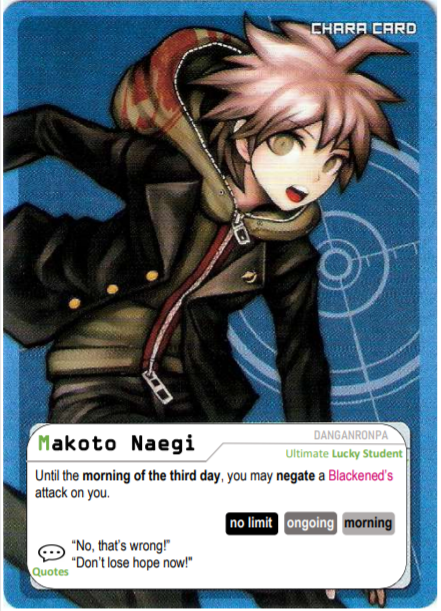 CHARA CARD
Makoto Naegi
DANGANRONPA
Ultimate Lucky Student
Until the morning of the third day, you may negate a Blackened's
attack on you.
no limit ongoing morning
"No, that's wrong!"
"Don't lose hope now!"
Quotes